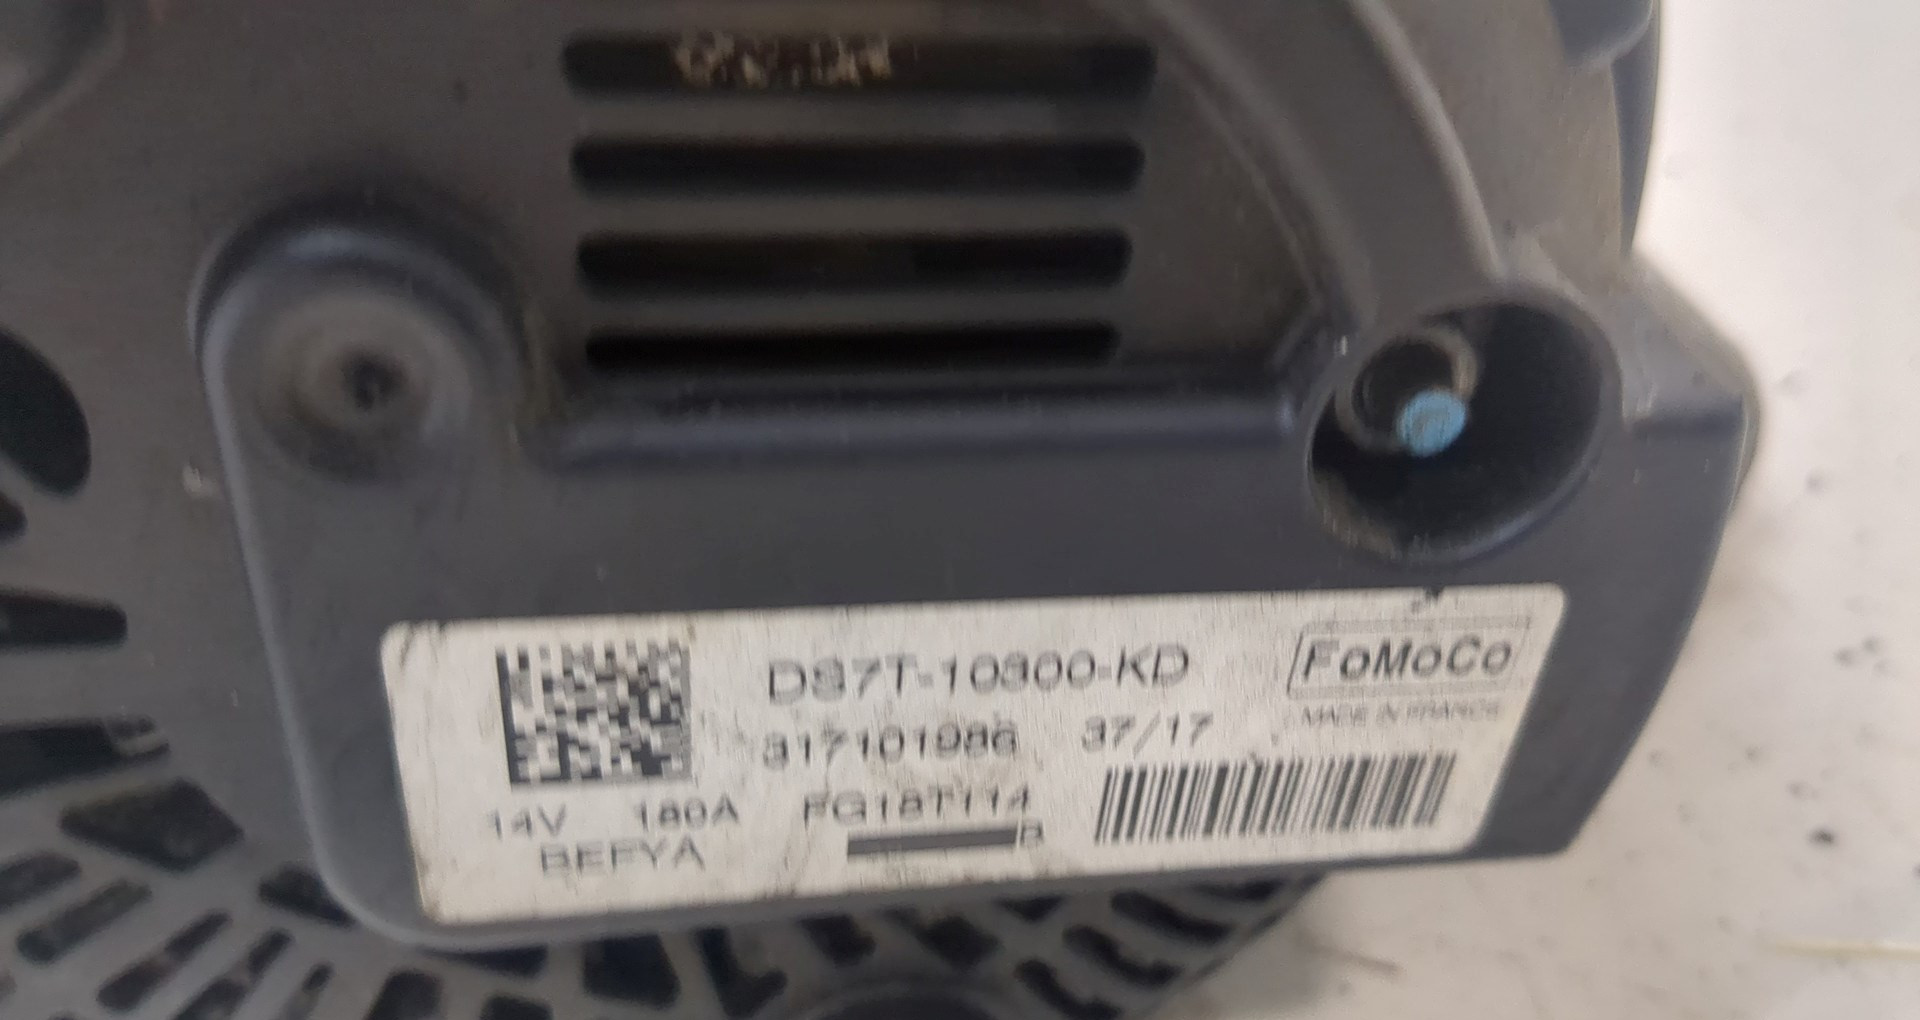 DS7T-10300-KD
FoMoCo
MADE IN FRANCE
317101986 37/17
14V 180A FG18T114
BEFYA B